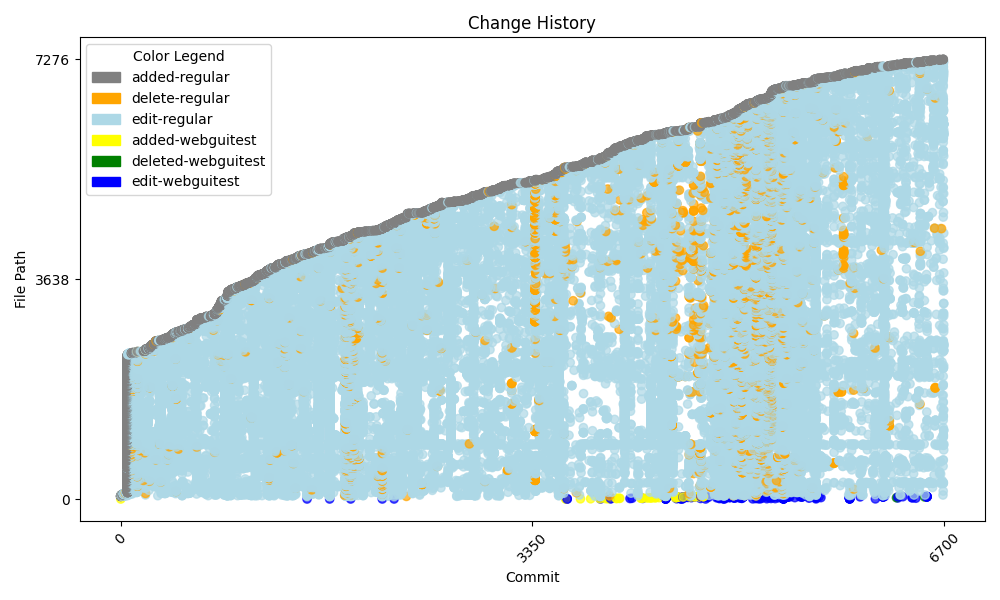 Change History
7276
3638
0
File Path
Color Legend
added-regular
delete-regular
edit-regular
added-webguitest
deleted-webguitest
edit-webguitest
0
3350
6700
Commit